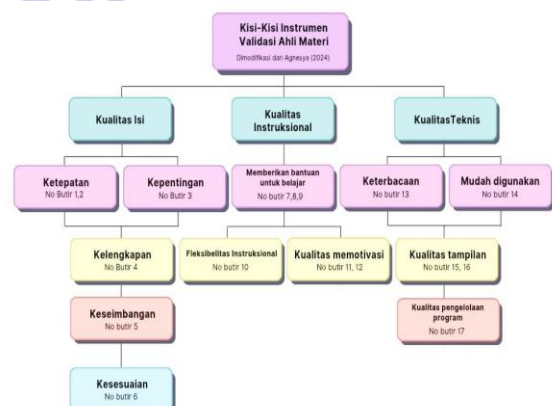 Kisi-Kisi Instrumen
Validasi Ahli Materi
Dimodifikasi dari Agnesya (2024)
Kualitas Isi
Kualitas
Instruksional
KualitasTeknis
Ketepatan
No Butir 1,2
Kepentingan
No Butir 3
Memberikan bantuan
untuk belajar
No butir 7,8,9
Keterbacaan
No butir 13
Mudah digunakan
No butir 14
Kelengkapan
No Butir 4
Fleksibelitas Instruksional
No butir 10
Kualitas memotivasi
No butir 11, 12
Kualitas tampilan
No butir 15, 16
Keseimbangan
No butir 5
Kualitas pengelolaan
program
No butir 17
Kesesuaian
No butir 6